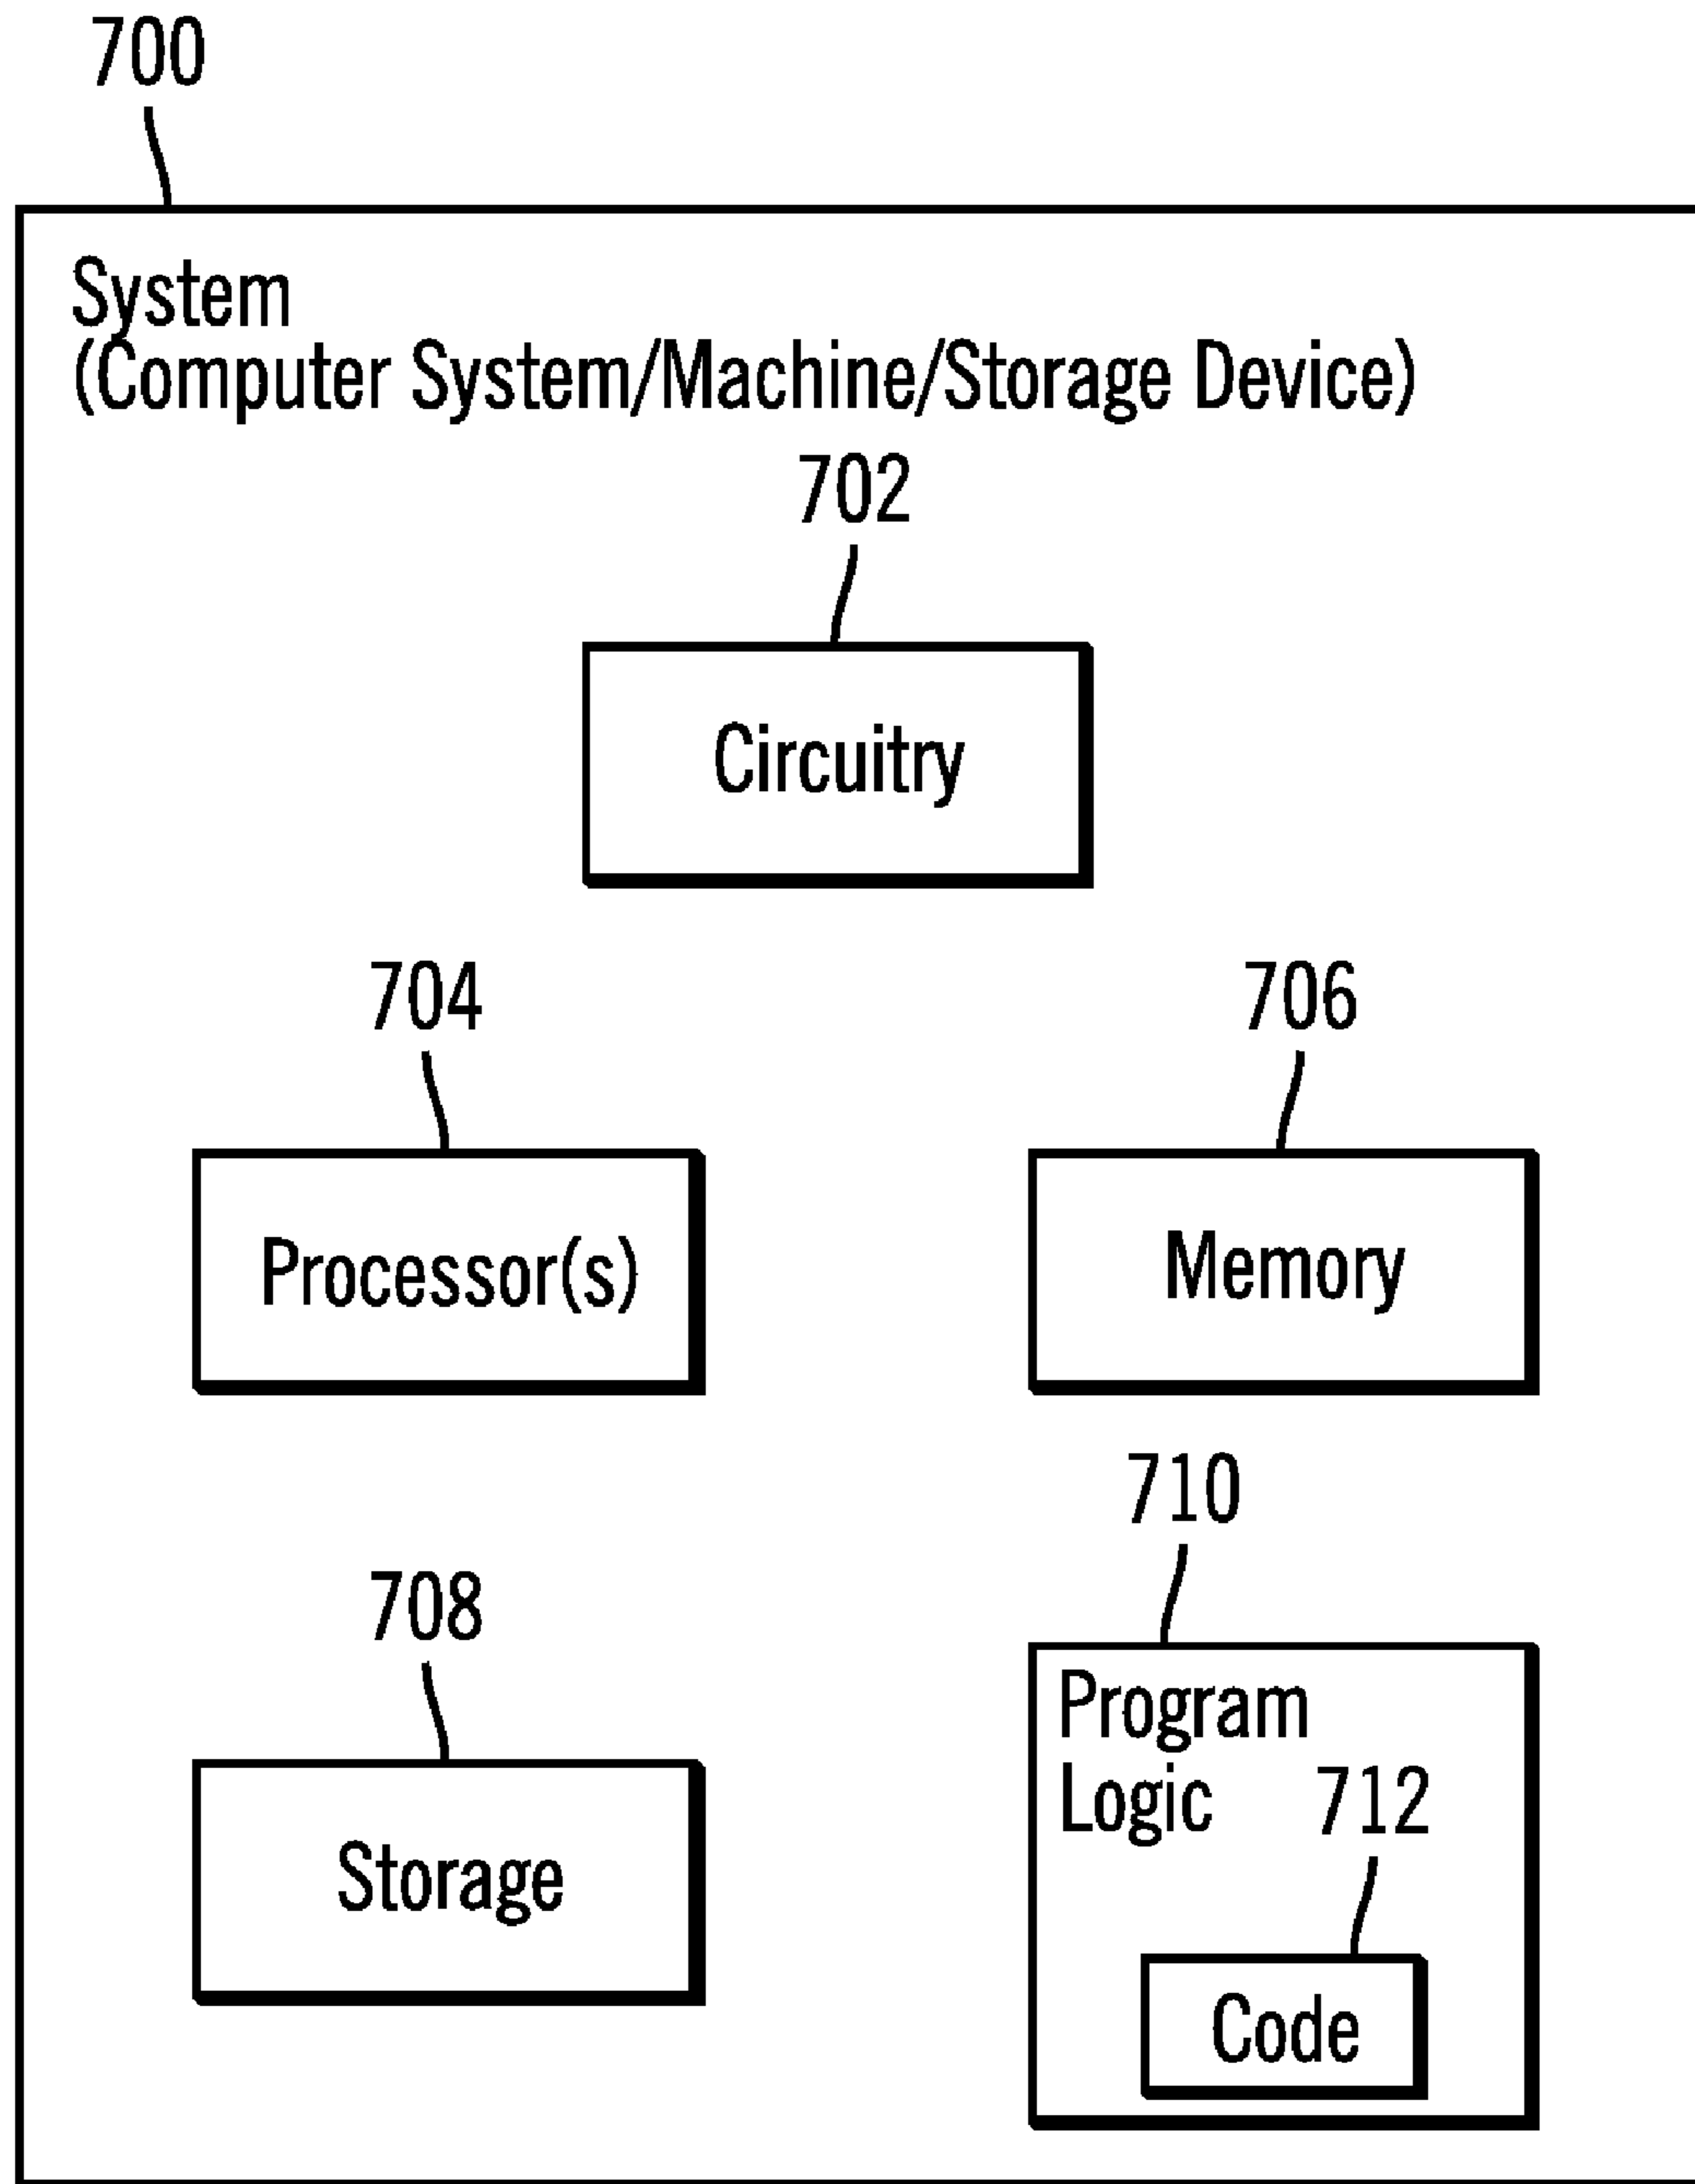 700
System
(Computer System/Machine/Storage Device)
702
Circuitry
704
706
Processor(s)
Memory
710
708
Program
Logic
712
Storage
Code